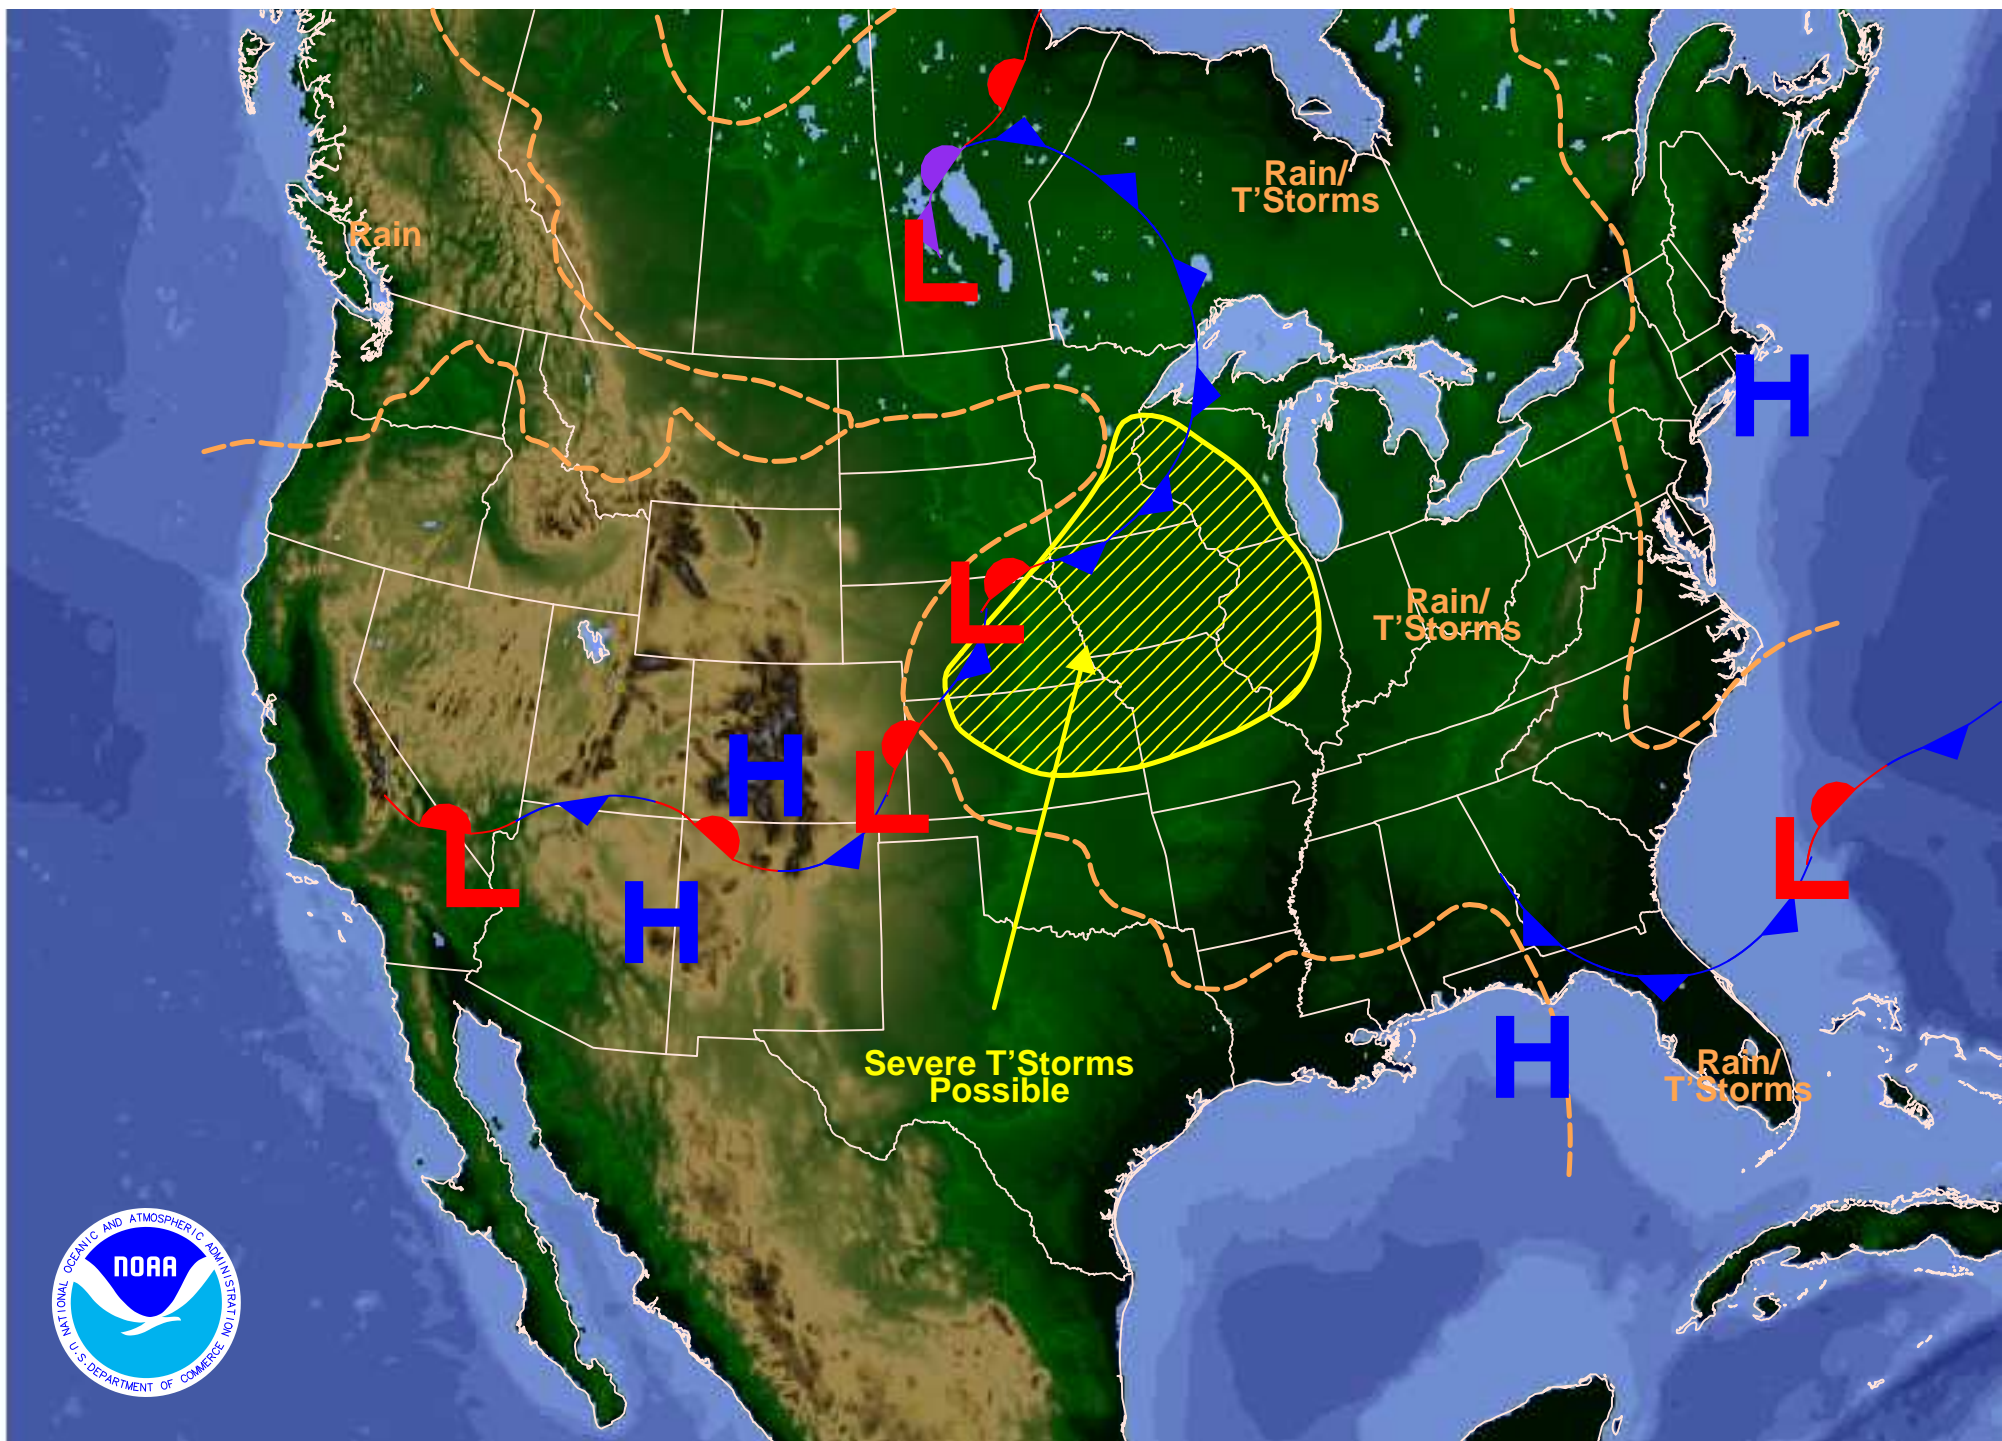 Rain/
T'Storms
Rain
L
H
L
Rain/
T'Storms
H
L
L
L
H
H
Rain/
T'Storms
Severe T'Storms
Possible
NATIONAL OCEANIC AND ATMOSPHERIC ADMINISTRATION
NOAA
U.S. DEPARTMENT OF COMMERCE